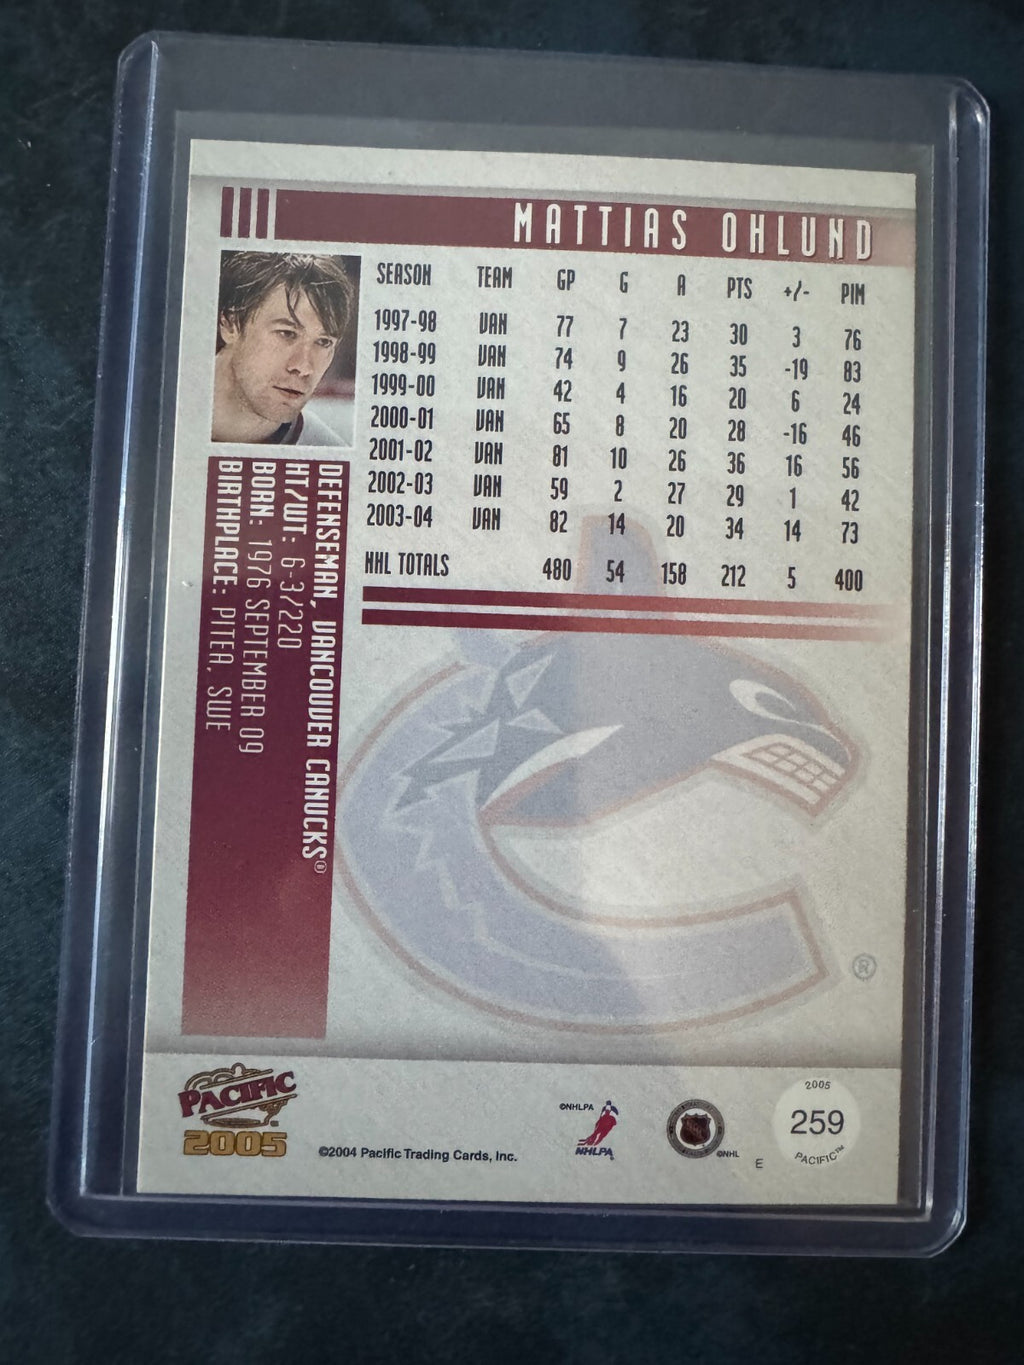 MATTIAS OHLUND
SEASON TEAM GP G A PTS +/- PIM
1997-98 VAN 77 7 23 30 3 76
1998-99 VAN 74 9 26 35 -19 83
1999-00 VAN 42 4 16 20 6 24
2000-01 VAN 65 8 20 28 -16 46
2001-02 VAN 81 10 26 36 16 56
2002-03 VAN 59 2 27 29 1 42
2003-04 VAN 82 14 20 34 14 73
NHL TOTALS 480 54 158 212 5 400
DEFENSEMAN, VANCOUVER CANUCKS®
HT/WT: 6-3/220
BORN: 1976 SEPTEMBER 09
BIRTHPLACE: PITEA, SWE
®
PACIFIC
2005
©2004 Pacific Trading Cards, Inc.
©NHLPA
NHLPA
©NHL
E
2005
259
PACIFIC™